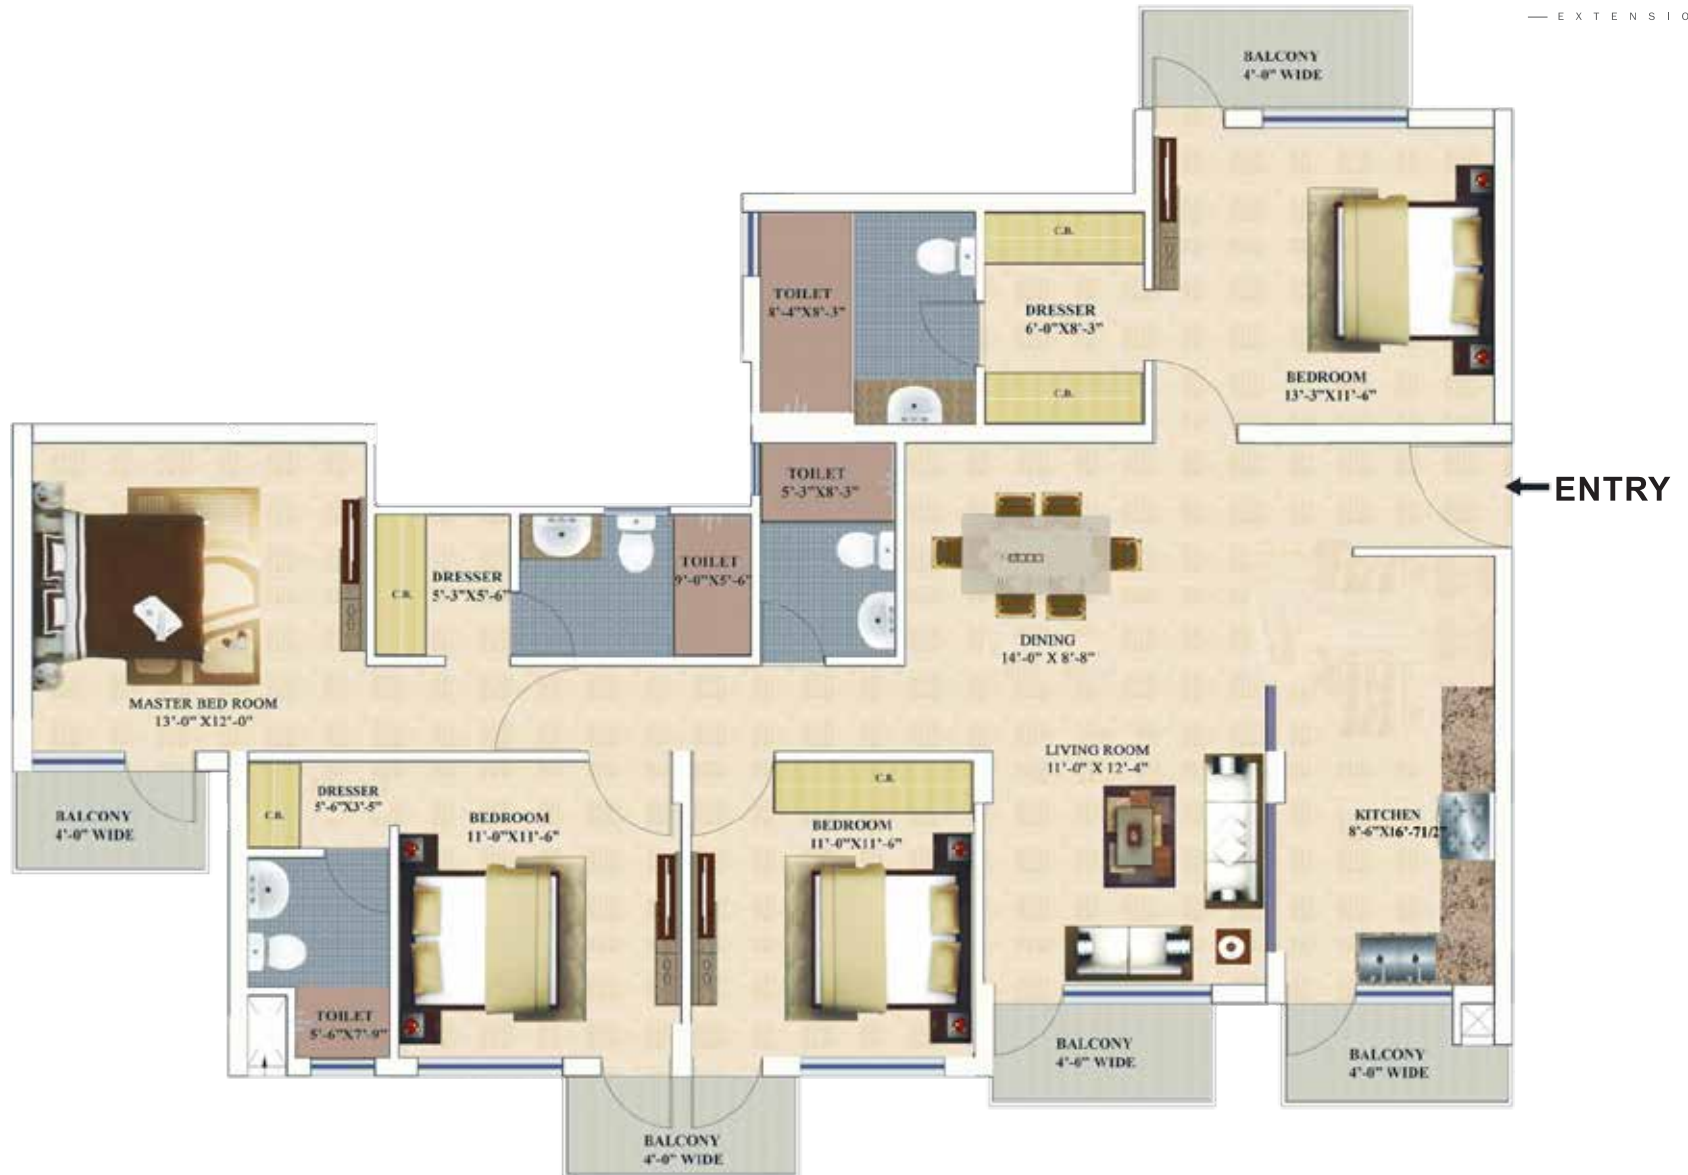 — EXTENSIO
BALCONY
4'-0" WIDE
C.B.
TOILET
8'-4"X8'-3"
DRESSER
6'-0"X8'-3"
C.B.
BEDROOM
13'-3"X11'-6"
TOILET
5'-3"X8'-3"
ENTRY
DRESSER
5'-3"X5'-6"
C.B.
TOILET
9'-0"X5'-6"
DINING
14'-0" X 8'-8"
MASTER BED ROOM
13'-0" X12'-0"
LIVING ROOM
11'-0" X 12'-4"
BALCONY
4'-0" WIDE
DRESSER
5'-6"X3'-5"
C.B.
BEDROOM
11'-0"X11'-6"
C.B.
BEDROOM
11'-0"X11'-6"
KITCHEN
8'-6"X16'-71/2"
TOILET
5'-6"X7'-9"
BALCONY
4'-0" WIDE
BALCONY
4'-0" WIDE
BALCONY
4'-0" WIDE